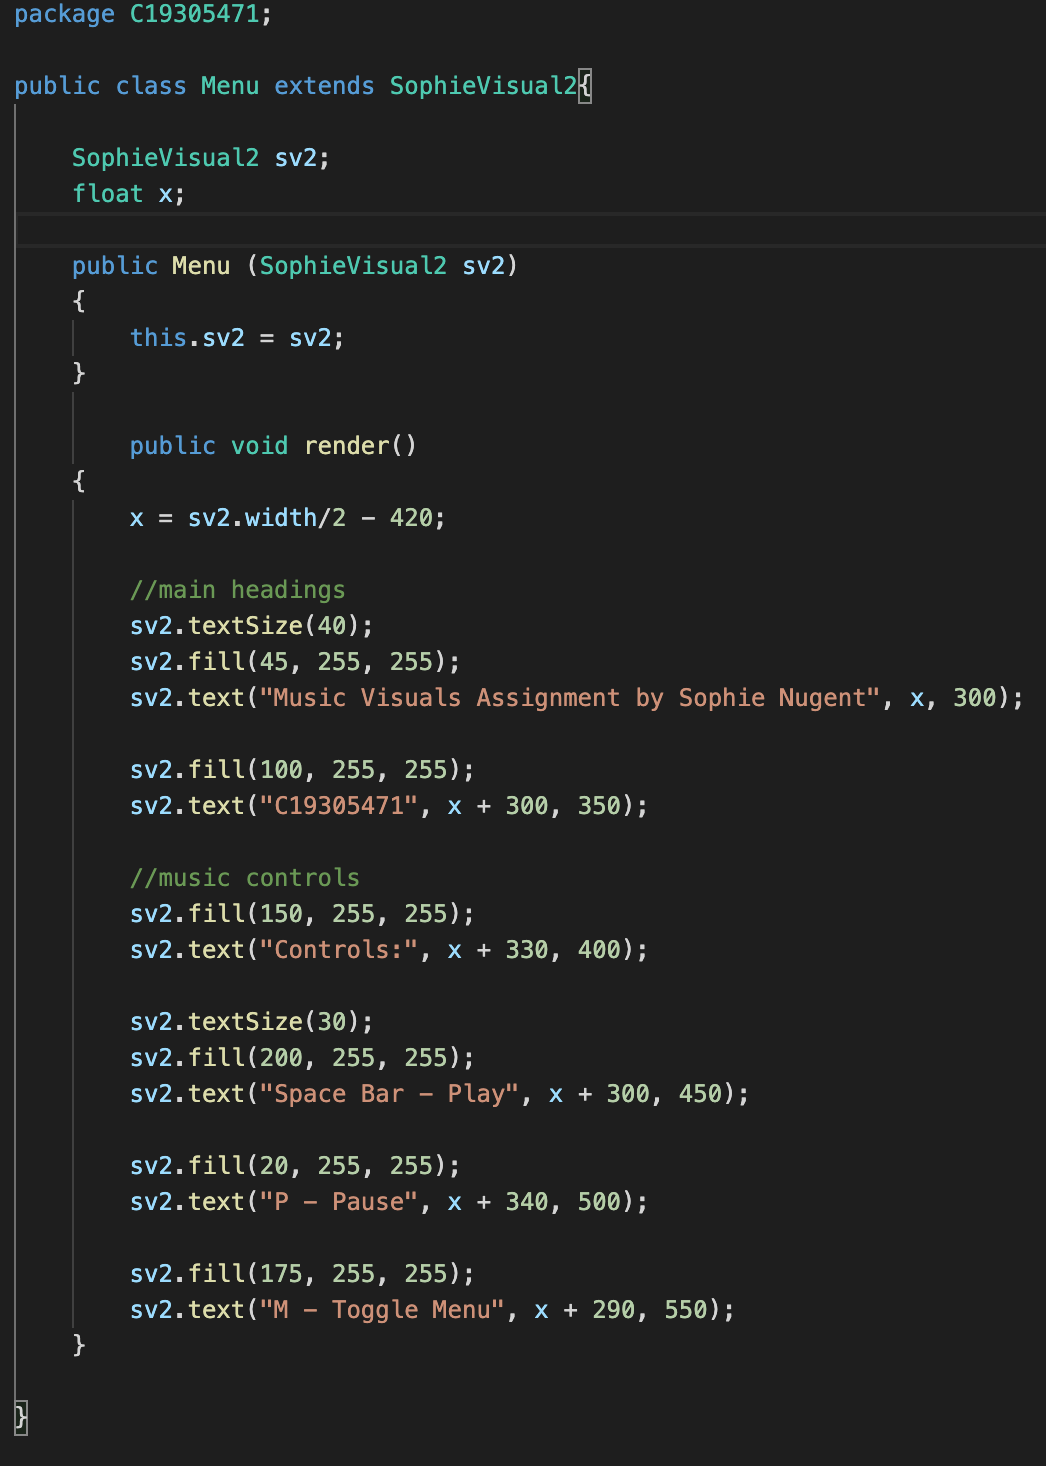 package C19305471;
public class Menu extends SophieVisual2{
SophieVisual2 sv2;
float x;
public Menu (SophieVisual2 sv2)
{
this.sv2 = sv2;
}
public void render()
{
x = sv2.width/2 - 420;
//main headings
sv2.textSize(40);
sv2.fill(45, 255, 255);
sv2.text("Music Visuals Assignment by Sophie Nugent", x, 300);
sv2.fill(100, 255, 255);
sv2.text("C19305471", x + 300, 350);
//music controls
sv2.fill(150, 255, 255);
sv2.text("Controls:", x + 330, 400);
sv2.textSize(30);
sv2.fill(200, 255, 255);
sv2.text("Space Bar - Play", x + 300, 450);
sv2.fill(20, 255, 255);
sv2.text("P - Pause", x + 340, 500);
sv2.fill(175, 255, 255);
sv2.text("M - Toggle Menu", x + 290, 550);
}
}